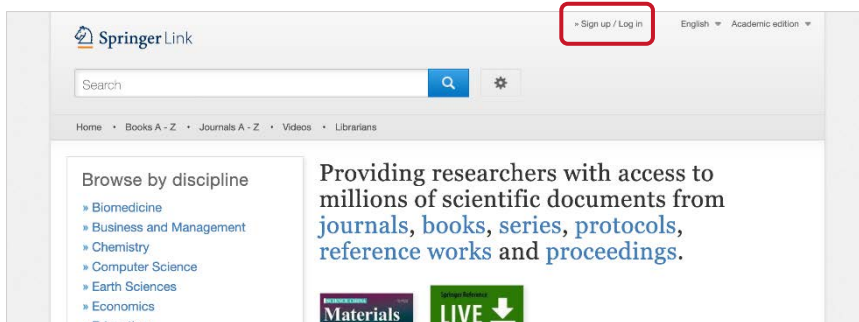 » Sign up / Log in English Academic edition
Springer Link
Search
Home • Books A - Z • Journals A - Z • Videos • Librarians
Browse by discipline
» Biomedicine
» Business and Management
» Chemistry
» Computer Science
» Earth Sciences
» Economics
Providing researchers with access to
millions of scientific documents from
journals, books, series, protocols,
reference works and proceedings.
Materials
Springer Reference
LIVE